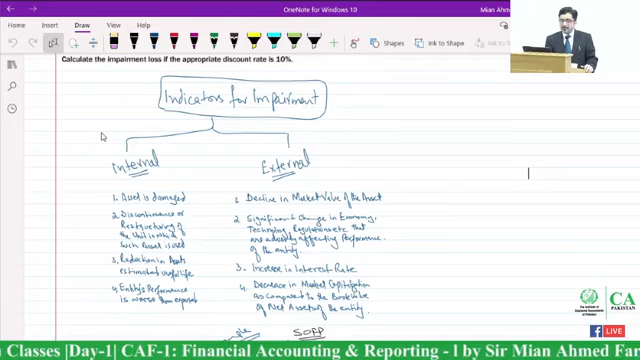 OneNote for Windows 10
Mian Ahme
Home Insert Draw View
Shapes Ink to Shape Ink to
Calculate the impairment loss if the appropriate discount rate is 10%.
Indicators for Impairment
Internal
External
1. Asset is damaged
2. Discontinuance or
Restructuring of
the Unit in which
such Asset is used
3. Reduction in Assets
estimated useful life
4. Entity's Performance
is worse than expected
1. Decline in Market Value of the Asset
2. Significant Change in Economy,
Technology, Regulations etc that
are adversly affecting Performance
of the entity.
3. Increase in Interest Rate
4. Decrease in Market Capitalization
as compared to the Book Value
of Net Assets of the entity.
SOFP
CA
PAKISTAN
LIVE
Classes |Day-1| CAF-1: Financial Accounting & Reporting - I by Sir Mian Ahmed Far